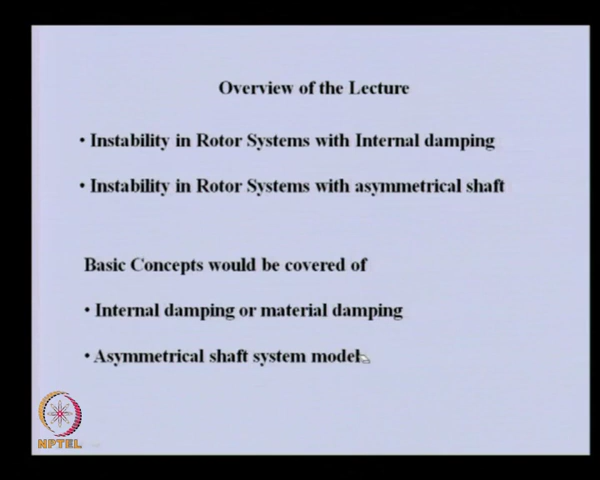 Overview of the Lecture
• Instability in Rotor Systems with Internal damping
• Instability in Rotor Systems with asymmetrical shaft
Basic Concepts would be covered of
• Internal damping or material damping
• Asymmetrical shaft system model
NPTEL